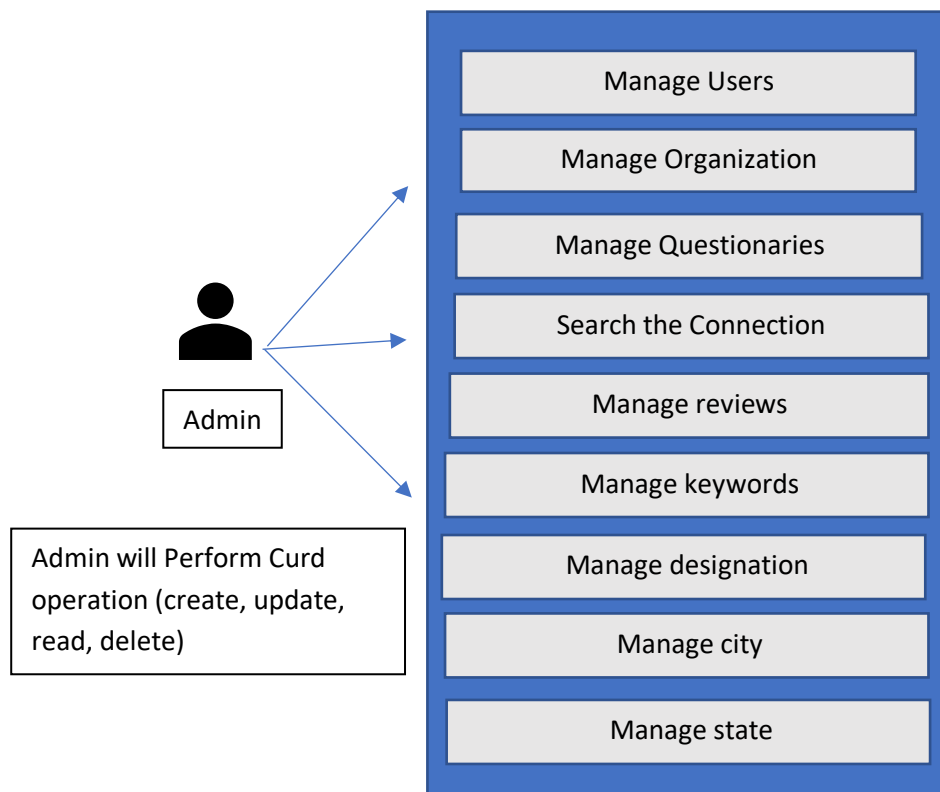 Manage Users
Manage Organization
Manage Questionaries
Search the Connection
Manage reviews
Admin
Manage keywords
Admin will Perform Curd
operation (create, update,
read, delete)
Manage designation
Manage city
Manage state